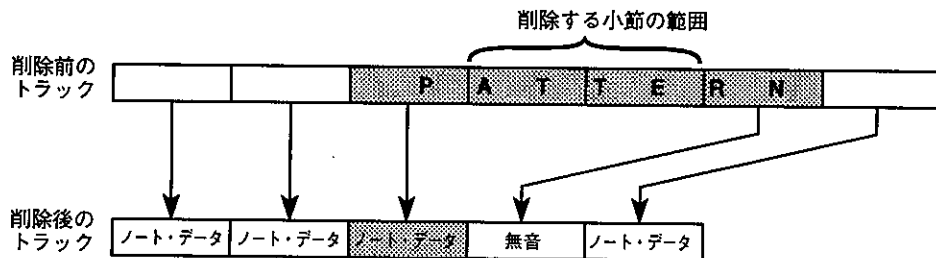 削除する小節の範囲
削除前の
トラック
P A T T E R N
削除後の
トラック
ノート・データ ノート・データ ノート・データ 無音 ノート・データ